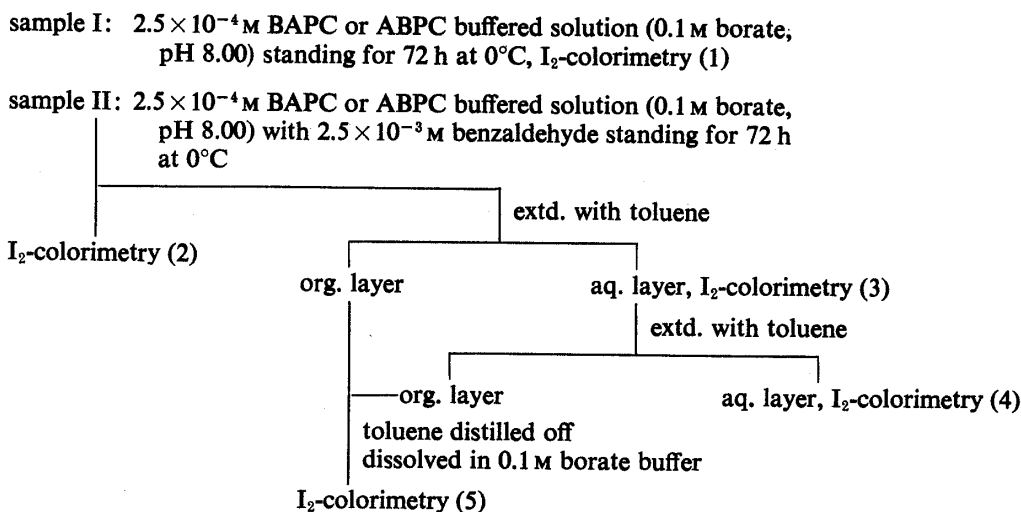 sample I: 2.5×10⁻⁴ M BAPC or ABPC buffered solution (0.1 M borate,
pH 8.00) standing for 72 h at 0°C, I₂-colorimetry (1)
sample II: 2.5×10⁻⁴ M BAPC or ABPC buffered solution (0.1 M borate,
pH 8.00) with 2.5×10⁻³ M benzaldehyde standing for 72 h
at 0°C
extd. with toluene
I₂-colorimetry (2)
org. layer
aq. layer, I₂-colorimetry (3)
extd. with toluene
org. layer
aq. layer, I₂-colorimetry (4)
toluene distilled off
dissolved in 0.1 M borate buffer
I₂-colorimetry (5)